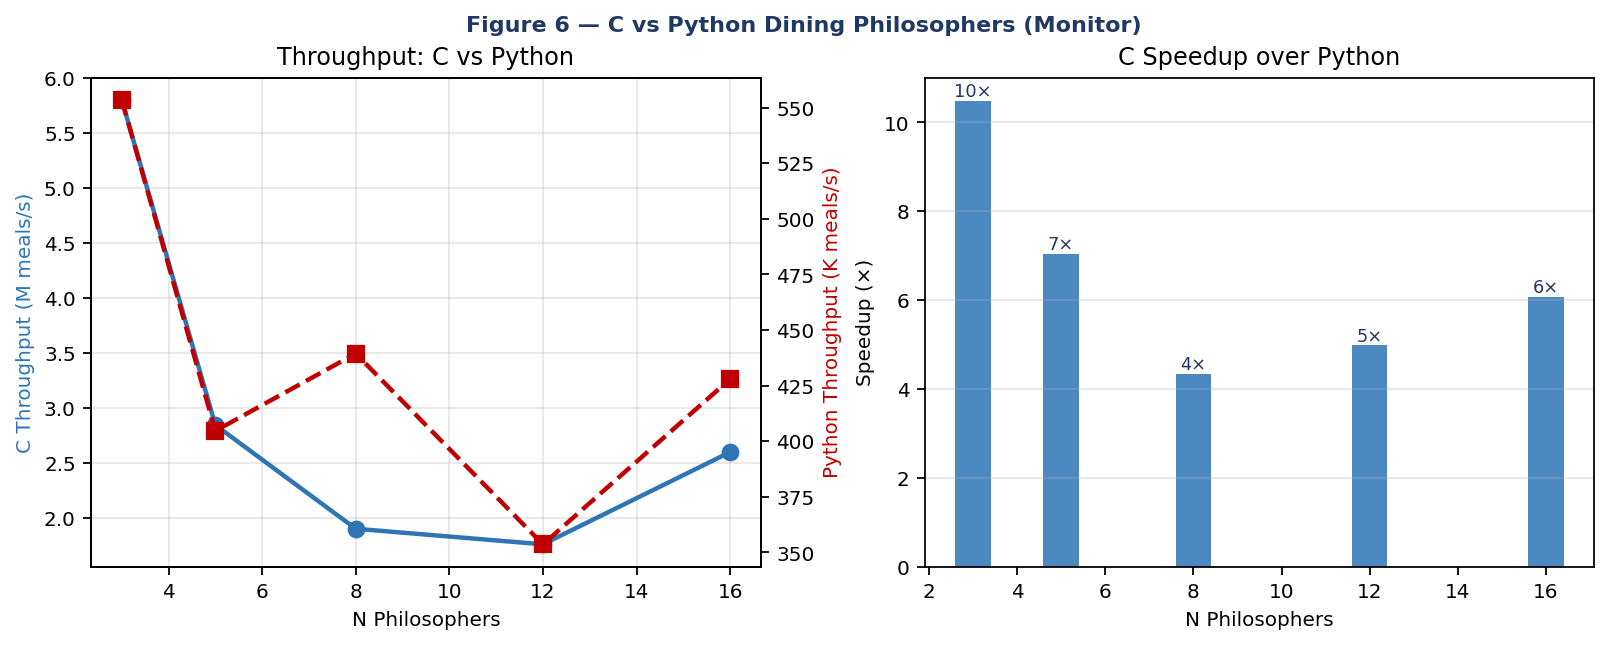 Figure 6 — C vs Python Dining Philosophers (Monitor)
Throughput: C vs Python
C Throughput (M meals/s)
6.0
5.5
5.0
4.5
4.0
3.5
3.0
2.5
2.0
4 6 8 10 12 14 16
N Philosophers
550
525
500
475
450
425
400
375
350
Python Throughput (K meals/s)
C Speedup over Python
Speedup (×)
10
8
6
4
2
0
10×
7×
4×
5×
6×
2 4 6 8 10 12 14 16
N Philosophers